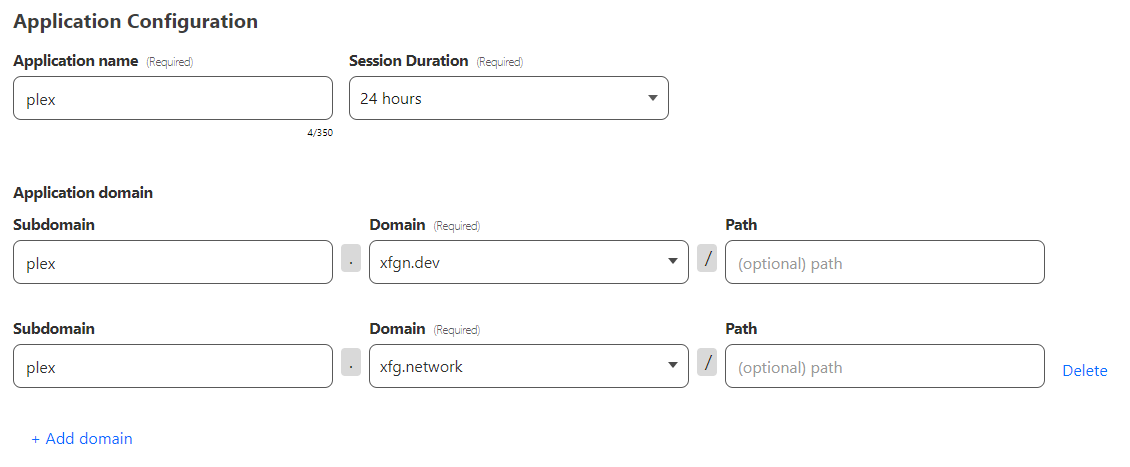 Application Configuration
Application name (Required) Session Duration (Required)
plex 24 hours
4/350
Application domain
Subdomain Domain (Required) Path
plex . xfgn.dev / (optional) path
Subdomain Domain (Required) Path
plex . xfg.network / (optional) path Delete
+ Add domain